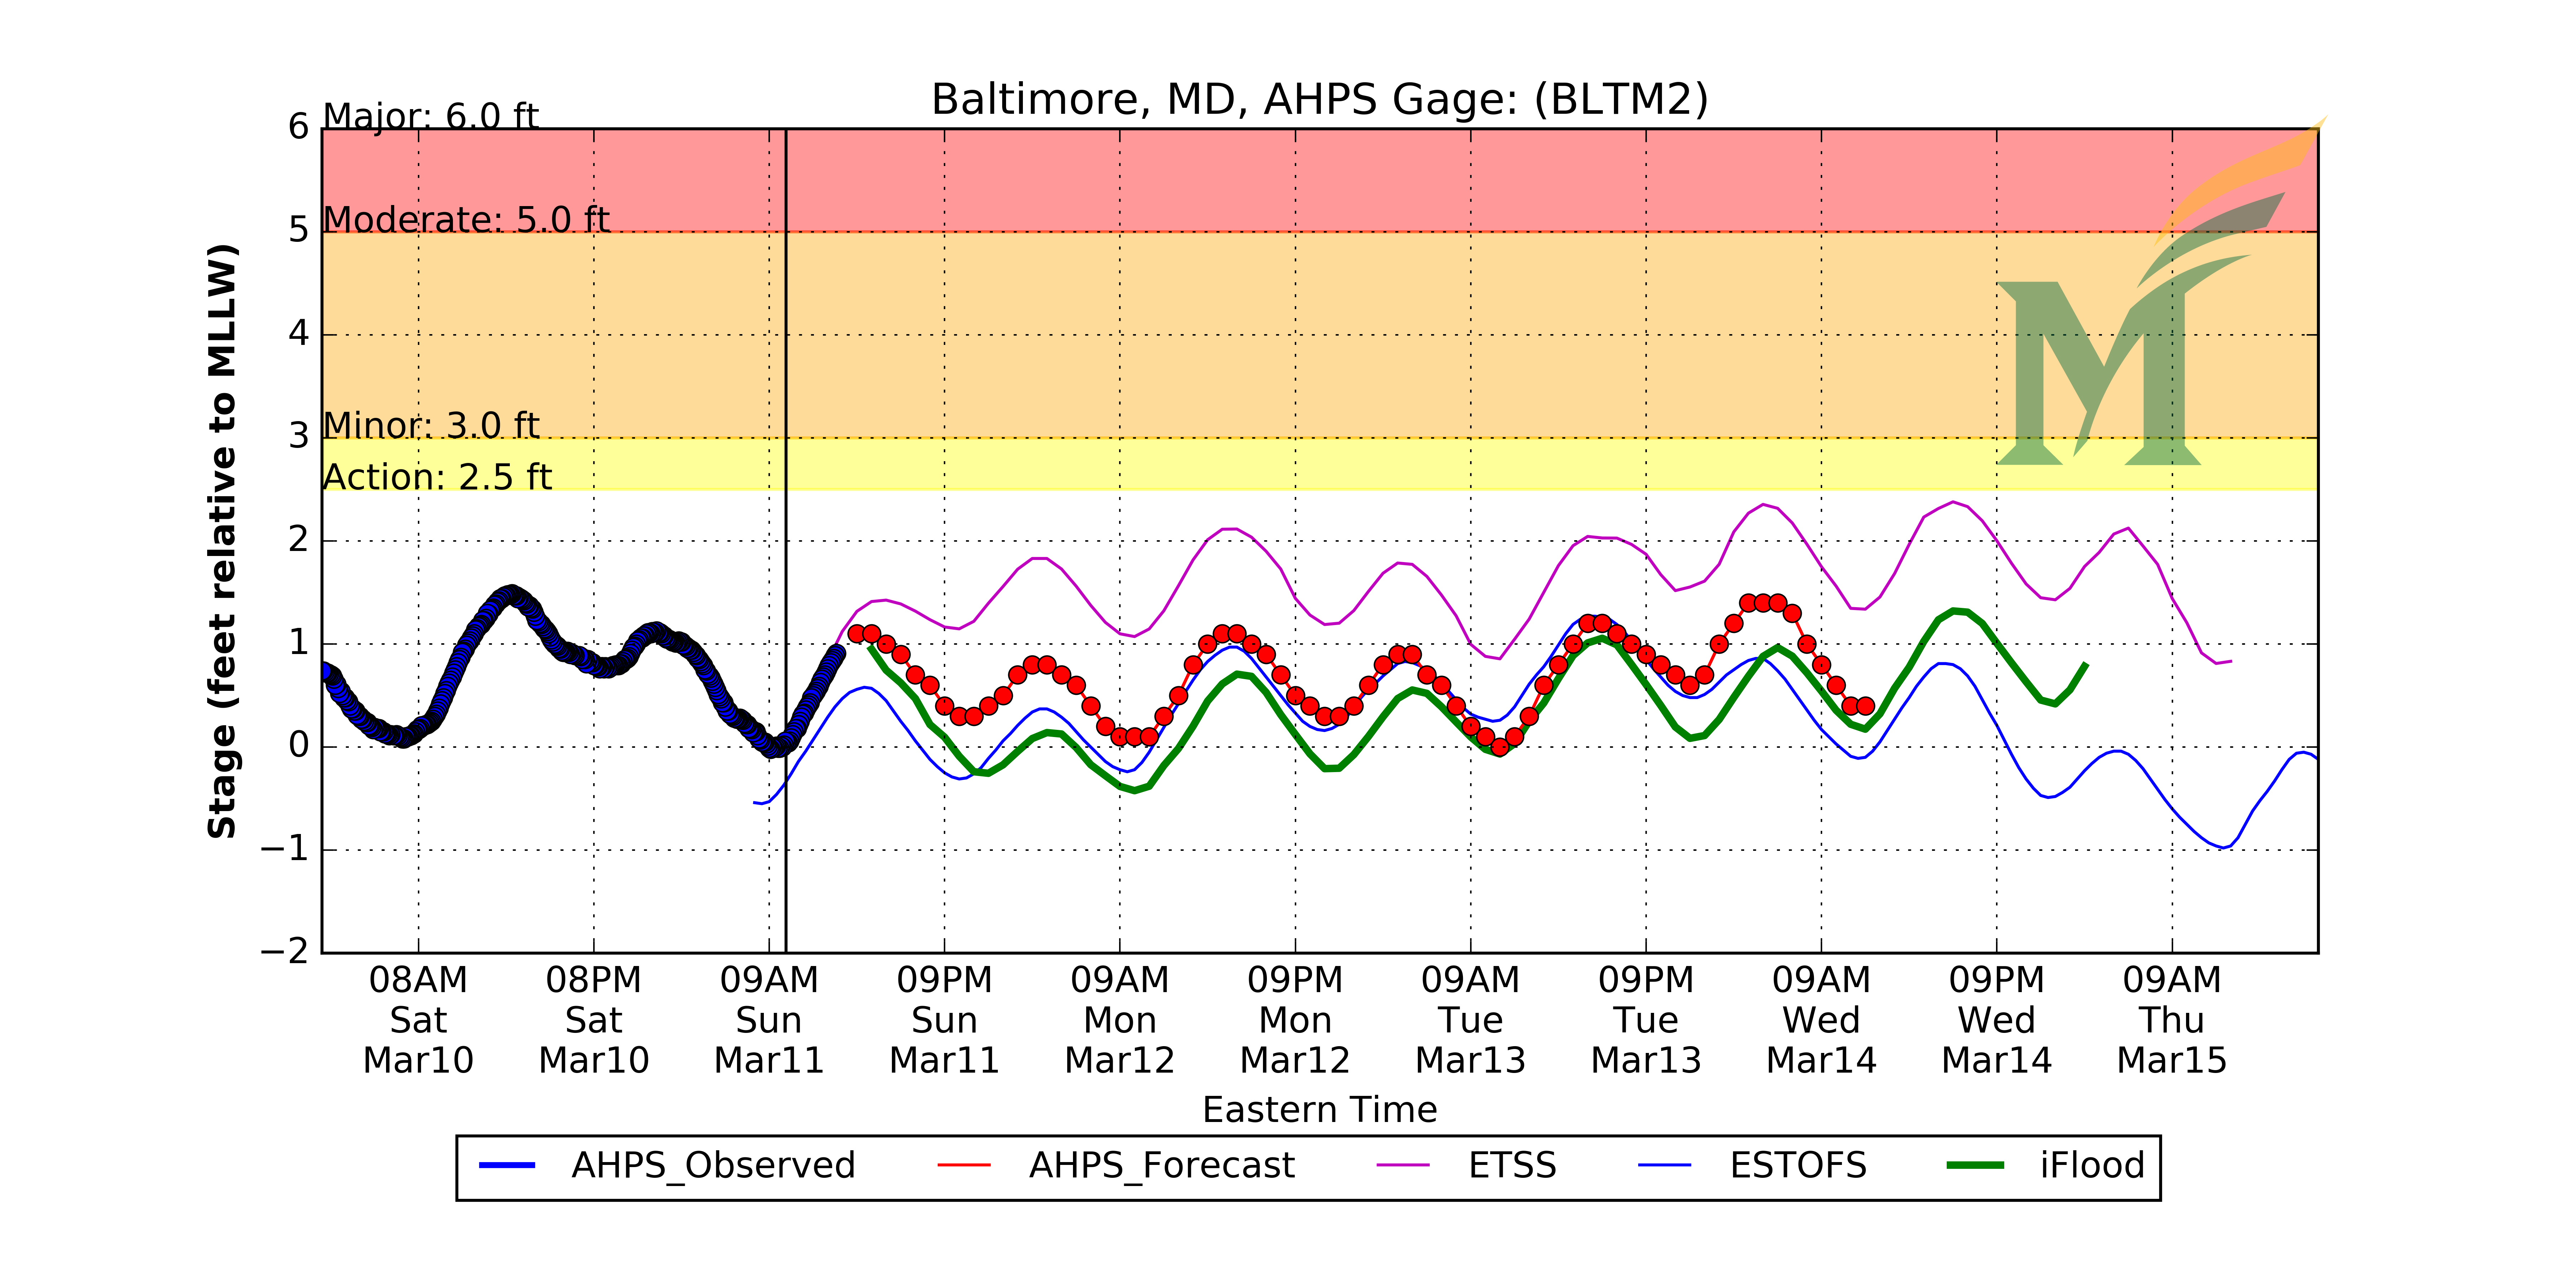 Baltimore, MD, AHPS Gage: (BLTM2)
Major: 6.0 ft
Moderate: 5.0 ft
Minor: 3.0 ft
Action: 2.5 ft
6
5
4
3
2
1
0
−1
−2
Stage (feet relative to MLLW)
M
08AM 08PM 09AM 09PM 09AM 09PM 09AM 09PM 09AM 09PM 09AM
Sat Sat Sun Sun Mon Mon Tue Tue Wed Wed Thu
Mar10 Mar10 Mar11 Mar11 Mar12 Mar12 Mar13 Mar13 Mar14 Mar14 Mar15
Eastern Time
AHPS_Observed AHPS_Forecast ETSS ESTOFS iFlood